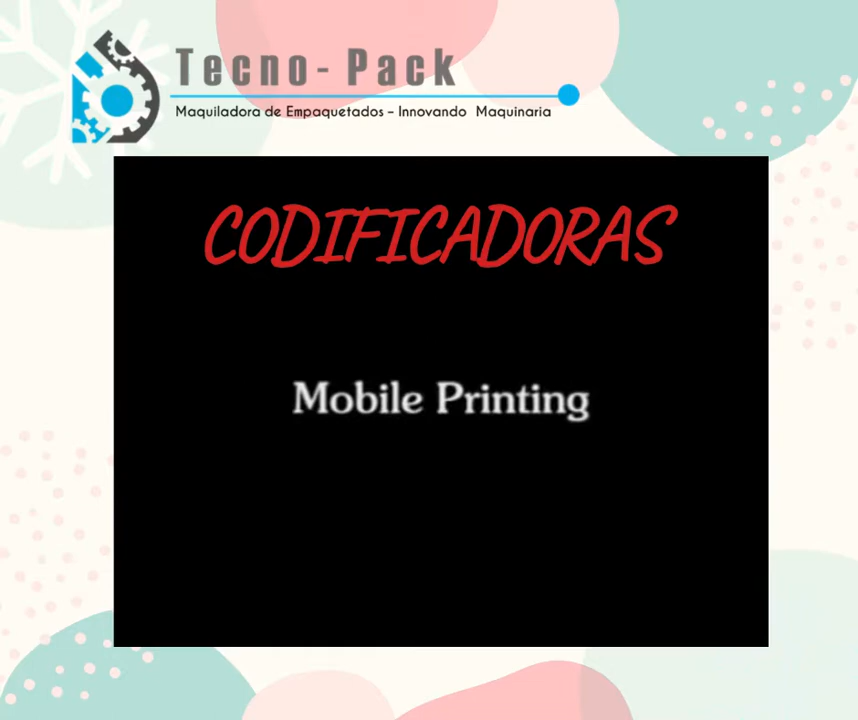 Tecno- Pack
Maquiladora de Empaquetados – Innovando Maquinaria
CODIFICADORAS
Mobile Printing